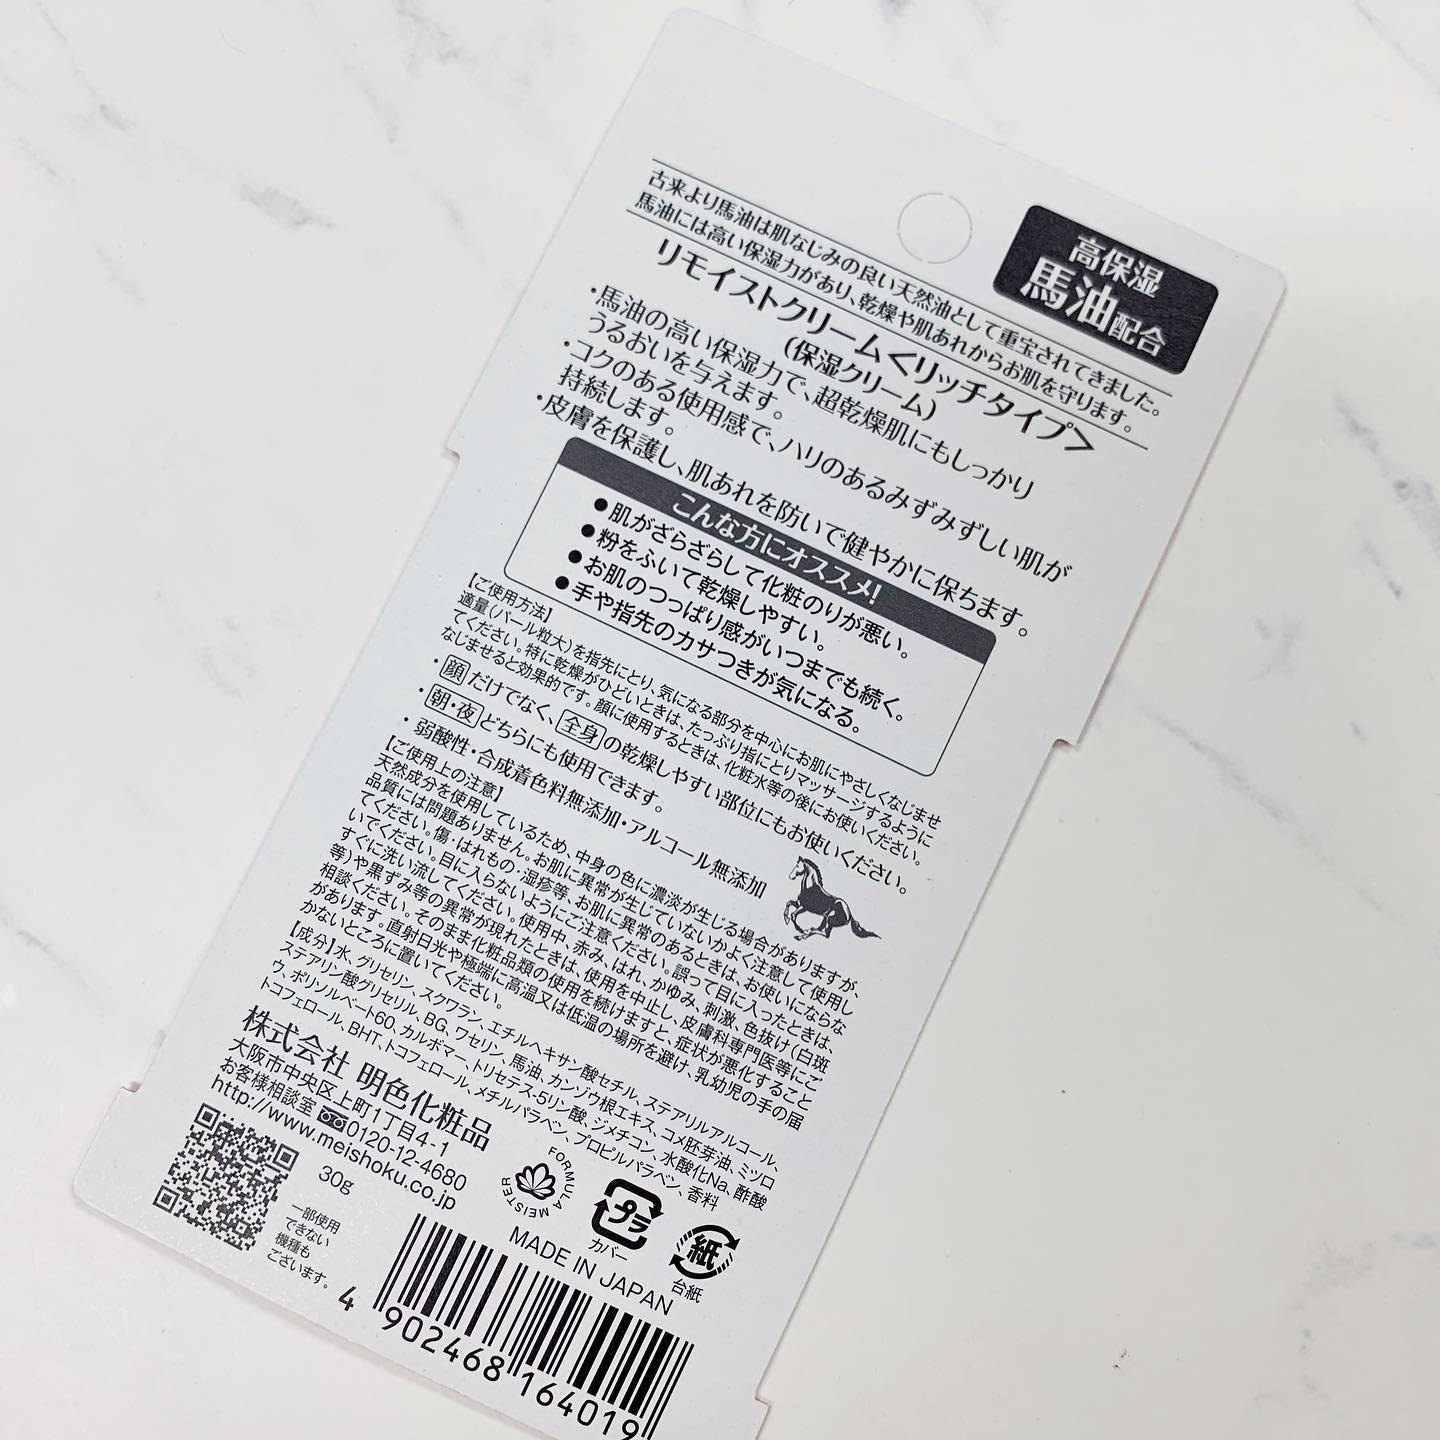 高保湿
馬油配合
古来より馬油は肌なじみの良い天然油として重宝されてきました。
馬油には高い保湿力があり、乾燥や肌あれからお肌を守ります。
リモイストクリーム<リッチタイプ>
(保湿クリーム)
・馬油の高い保湿力で、超乾燥肌にもしっかり
うるおいを与えます。
・コクのある使用感で、ハリのあるみずみずしい肌が
持続します。
・皮膚を保護し、肌あれを防いで健やかに保ちます。
こんな方にオススメ!
●肌がざらざらして化粧のりが悪い。
●粉をふいて乾燥しやすい。
●お肌のつっぱり感がいつまでも続く。
●手や指先のカサつきが気になる。
【ご使用方法】
適量(パール粒大)を指先にとり、気になる部分を中心にお肌にやさしくなじませ
てください。特に乾燥がひどいときは、たっぷり指にとりマッサージするように
なじませると効果的です。顔に使用するときは、化粧水等の後にお使いください。
・顔だけでなく、全身の乾燥しやすい部位にもお使いください。
・朝・夜どちらにも使用できます。
・弱酸性・合成着色料無添加・アルコール無添加
【ご使用上の注意】
天然成分を使用しているため、中身の色に濃淡が生じる場合がありますが、
品質には問題ありません。お肌に異常が生じていないかよく注意して使用し
てください。傷・はれもの・湿疹等、お肌に異常のあるときは、お使いにならな
いでください。目に入らないようにご注意ください。誤って目に入ったときは、
すぐに洗い流してください。使用中、赤み、はれ、かゆみ、刺激、色抜け(白斑
等)や黒ずみ等の異常が現れたときは、使用を中止し、皮膚科専門医等にご
相談ください。そのまま化粧品類の使用を続けますと、症状が悪化すること
があります。直射日光や極端に高温又は低温の場所を避け、乳幼児の手の届
かないところに置いてください。
【成分】水、グリセリン、スクワラン、エチルヘキサン酸セチル、ステアリルアルコール、
ステアリン酸グリセリル、BG、ワセリン、馬油、カンゾウ根エキス、コメ胚芽油、ミツロ
ウ、ポリソルベート60、カルボマー、トリセテス-5リン酸、ジメチコン、水酸化Na、酢酸
トコフェロール、BHT、トコフェロール、メチルパラベン、プロピルパラベン、香料
株式会社 明色化粧品
大阪市中央区上町1丁目4-1
お客様相談室 0120-12-4680
http://www.meishoku.co.jp
30g
一部使用
できない
機種も
ございます。
FORMULA
MEISTER
プラ
カバー
紙
台紙
MADE IN JAPAN
4 902468 164019